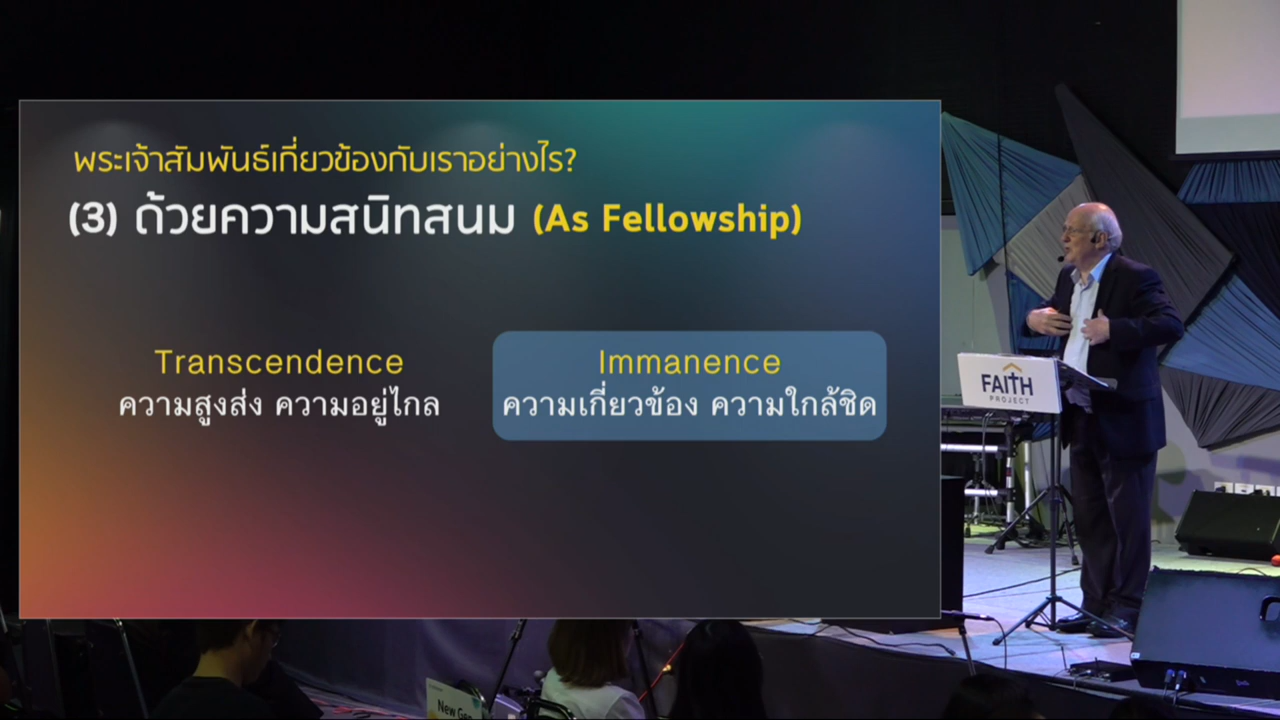 พระเจ้าสัมพันธ์เกี่ยวข้องกับเราอย่างไร?
(3) ด้วยความสนิทสนม (As Fellowship)
Transcendence
ความสูงส่ง ความอยู่ไกล
Immanence
ความเกี่ยวข้อง ความใกล้ชิด
FAITH
PROJECT
New Gen